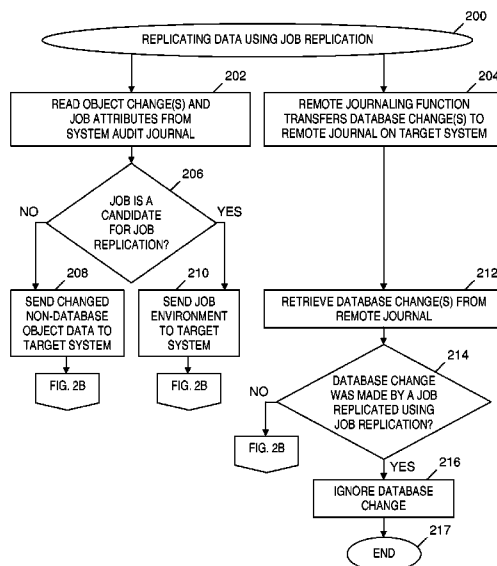 200
REPLICATING DATA USING JOB REPLICATION
202
READ OBJECT CHANGE(S) AND
JOB ATTRIBUTES FROM
SYSTEM AUDIT JOURNAL
204
REMOTE JOURNALING FUNCTION
TRANSFERS DATABASE CHANGE(S) TO
REMOTE JOURNAL ON TARGET SYSTEM
206
JOB IS A
CANDIDATE
FOR JOB
REPLICATION?
NO
YES
208
SEND CHANGED
NON-DATABASE
OBJECT DATA TO
TARGET SYSTEM
210
SEND JOB
ENVIRONMENT
TO TARGET
SYSTEM
FIG. 2B
FIG. 2B
212
RETRIEVE DATABASE CHANGE(S) FROM
REMOTE JOURNAL
214
DATABASE CHANGE
WAS MADE BY A JOB
REPLICATED USING
JOB REPLICATION?
NO
FIG. 2B
YES
216
IGNORE DATABASE
CHANGE
217
END